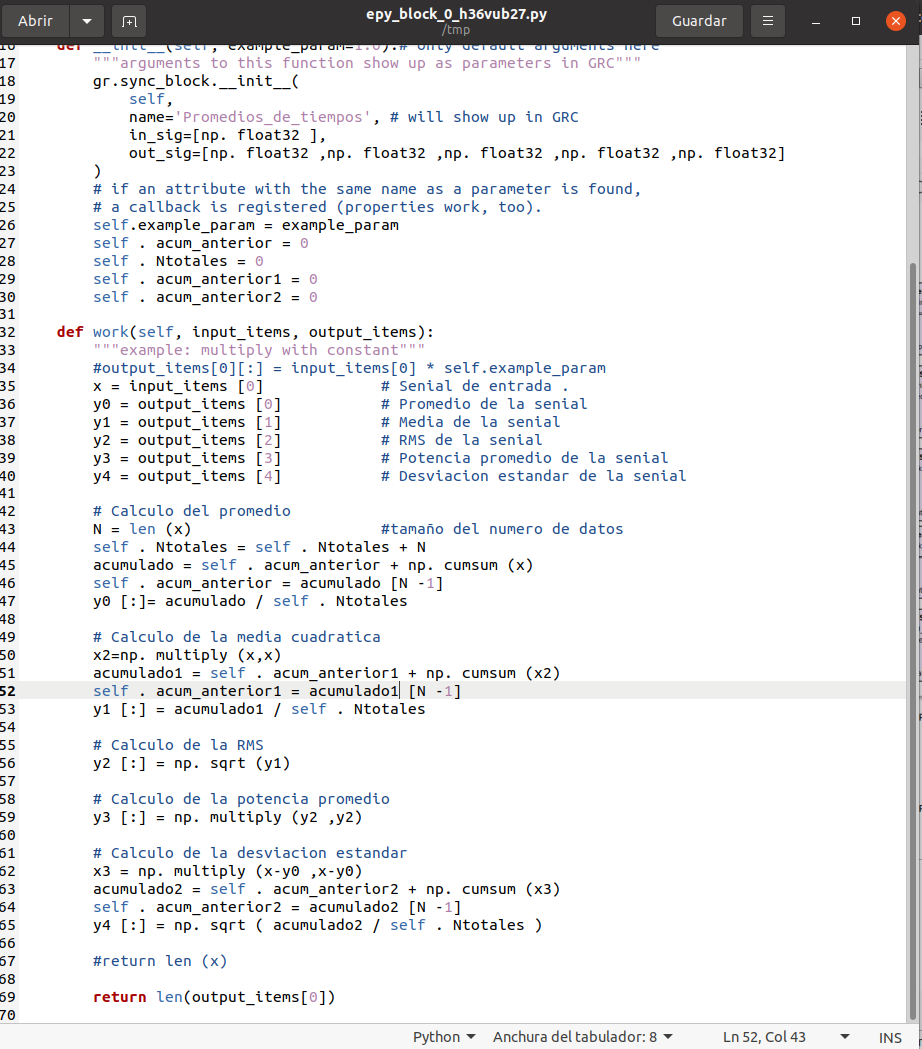 Abrir
epy_block_0_h36vub27.py
/tmp
Guardar
16     def __init__(self, example_param=1.0):# only default arguments here
17         """arguments to this function show up as parameters in GRC"""
18         gr.sync_block.__init__(
19             self,
20             name='Promedios_de_tiempos', # will show up in GRC
21             in_sig=[np. float32 ],
22             out_sig=[np. float32 ,np. float32 ,np. float32 ,np. float32 ,np. float32]
23         )
24         # if an attribute with the same name as a parameter is found,
25         # a callback is registered (properties work, too).
26         self.example_param = example_param
27         self . acum_anterior = 0
28         self . Ntotales = 0
29         self . acum_anterior1 = 0
30         self . acum_anterior2 = 0
31
32     def work(self, input_items, output_items):
33         """example: multiply with constant"""
34         #output_items[0][:] = input_items[0] * self.example_param
35         x = input_items [0]             # Senial de entrada .
36         y0 = output_items [0]           # Promedio de la senial
37         y1 = output_items [1]           # Media de la senial
38         y2 = output_items [2]           # RMS de la senial
39         y3 = output_items [3]           # Potencia promedio de la senial
40         y4 = output_items [4]           # Desviacion estandar de la senial
41
42         # Calculo del promedio
43         N = len (x)                     #tamaño del numero de datos
44         self . Ntotales = self . Ntotales + N
45         acumulado = self . acum_anterior + np. cumsum (x)
46         self . acum_anterior = acumulado [N -1]
47         y0 [:]= acumulado / self . Ntotales
48
49         # Calculo de la media cuadratica
50         x2=np. multiply (x,x)
51         acumulado1 = self . acum_anterior1 + np. cumsum (x2)
52         self . acum_anterior1 = acumulado1 [N -1]
53         y1 [:] = acumulado1 / self . Ntotales
54
55         # Calculo de la RMS
56         y2 [:] = np. sqrt (y1)
57
58         # Calculo de la potencia promedio
59         y3 [:] = np. multiply (y2 ,y2)
60
61         # Calculo de la desviacion estandar
62         x3 = np. multiply (x-y0 ,x-y0)
63         acumulado2 = self . acum_anterior2 + np. cumsum (x3)
64         self . acum_anterior2 = acumulado2 [N -1]
65         y4 [:] = np. sqrt ( acumulado2 / self . Ntotales )
66
67         #return len (x)
68
69         return len(output_items[0])
70
Python
Anchura del tabulador: 8
Ln 52, Col 43
INS